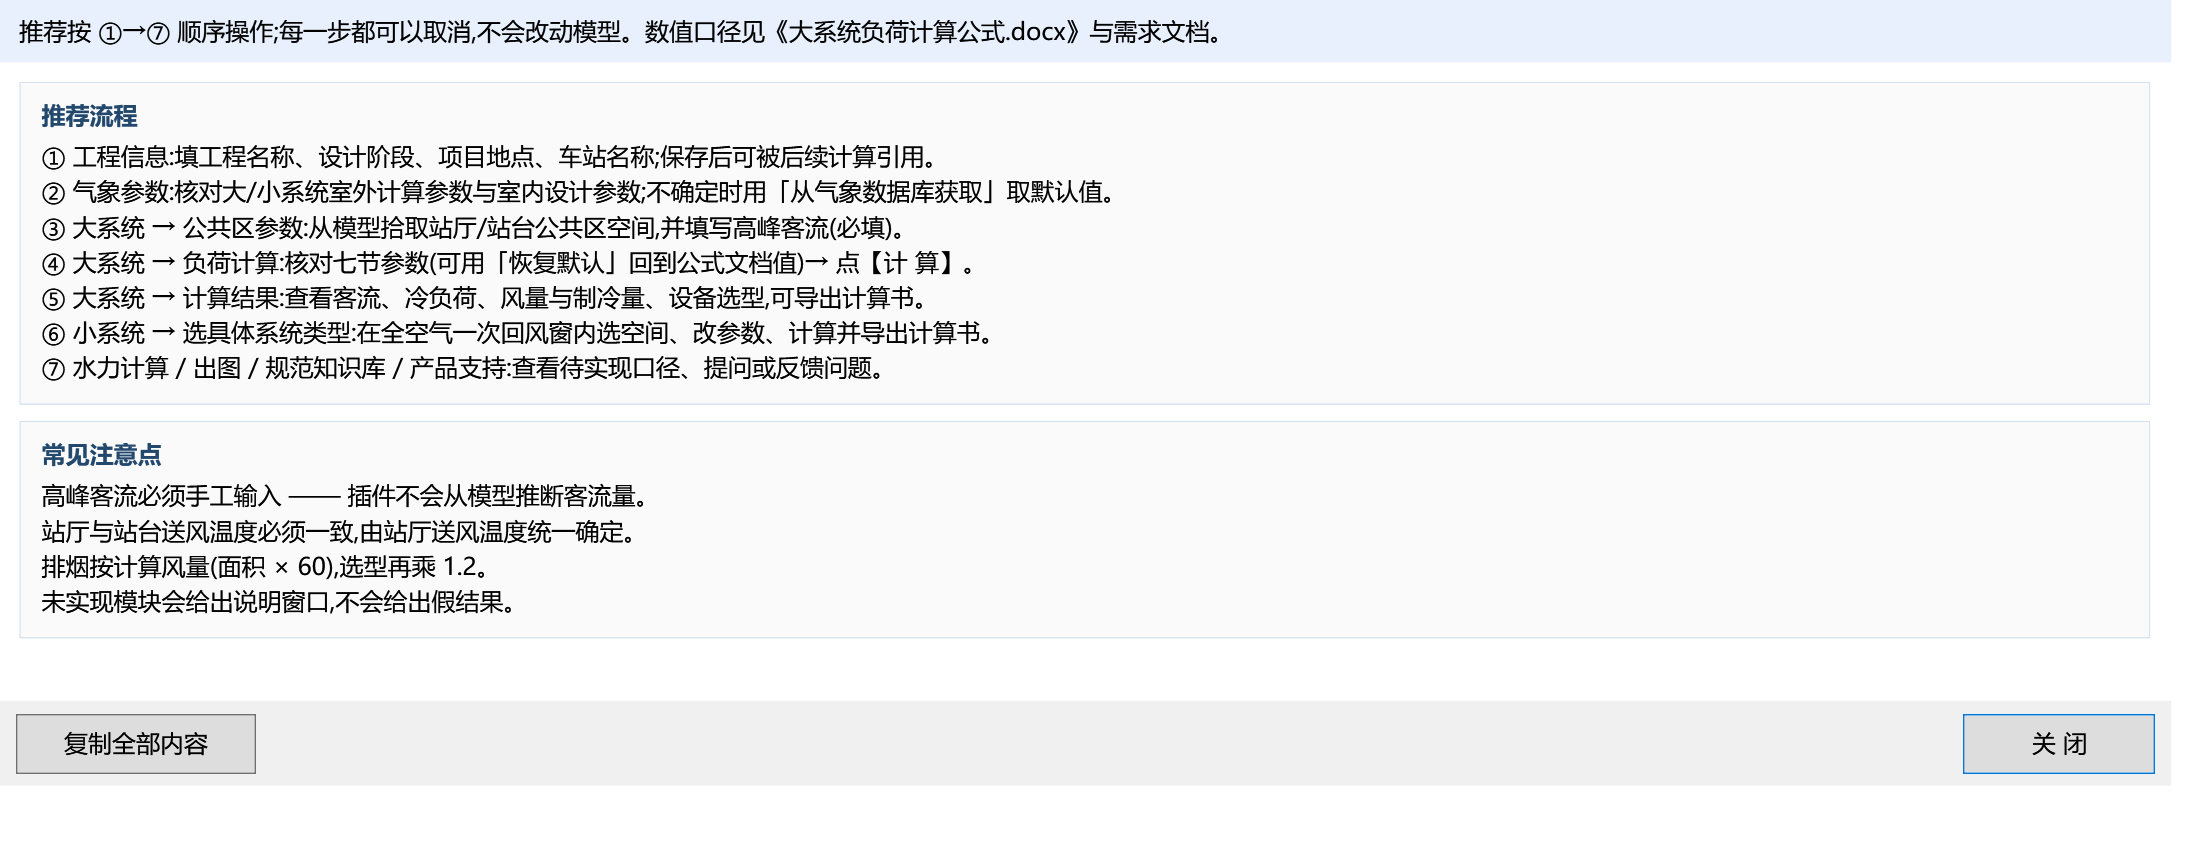 推荐按 ①→⑦ 顺序操作;每一步都可以取消,不会改动模型。数值口径见《大系统负荷计算公式.docx》与需求文档。
推荐流程
① 工程信息:填工程名称、设计阶段、项目地点、车站名称;保存后可被后续计算引用。
② 气象参数:核对大/小系统室外计算参数与室内设计参数;不确定时用「从气象数据库获取」取默认值。
③ 大系统 → 公共区参数:从模型拾取站厅/站台公共区空间,并填写高峰客流(必填)。
④ 大系统 → 负荷计算:核对七节参数(可用「恢复默认」回到公式文档值)→ 点【计 算】。
⑤ 大系统 → 计算结果:查看客流、冷负荷、风量与制冷量、设备选型,可导出计算书。
⑥ 小系统 → 选具体系统类型:在全空气一次回风窗内选空间、改参数、计算并导出计算书。
⑦ 水力计算 / 出图 / 规范知识库 / 产品支持:查看待实现口径、提问或反馈问题。
常见注意点
高峰客流必须手工输入 —— 插件不会从模型推断客流量。
站厅与站台送风温度必须一致,由站厅送风温度统一确定。
排烟按计算风量(面积 × 60),选型再乘 1.2。
未实现模块会给出说明窗口,不会给出假结果。
复制全部内容
关 闭